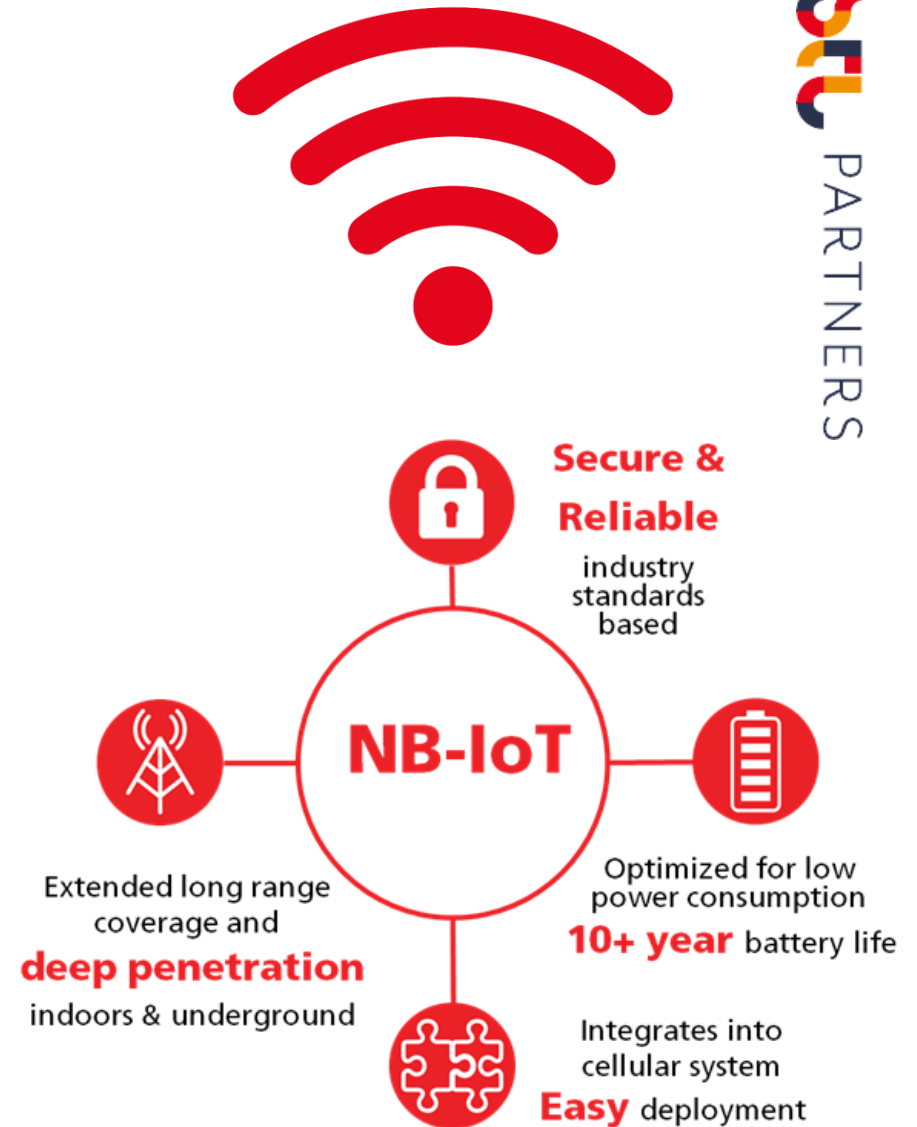 PARTNERS
Secure &
Reliable
industry
standards
based
NB-IoT
Extended long range
coverage and
deep penetration
indoors & underground
Optimized for low
power consumption
10+ year battery life
Integrates into
cellular system
Easy deployment